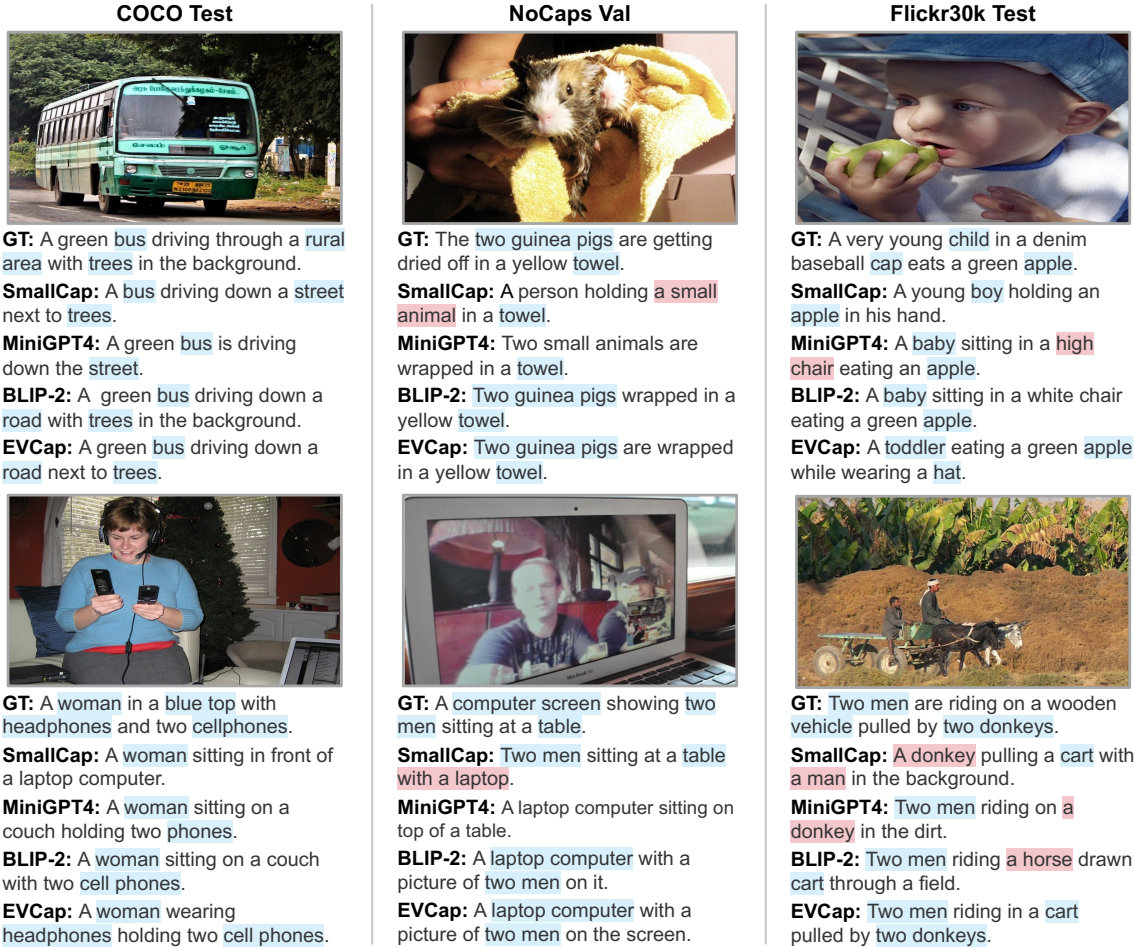 COCO Test
அரசு போக்குவரத்துக்கழகம்-சேலம்.
சேலம்
ஓசூர்
GT: A green bus driving through a rural
area with trees in the background.
SmallCap: A bus driving down a street
next to trees.
MiniGPT4: A green bus is driving
down the street.
BLIP-2: A green bus driving down a
road with trees in the background.
EVCap: A green bus driving down a
road next to trees.
GT: A woman in a blue top with
headphones and two cellphones.
SmallCap: A woman sitting in front of
a laptop computer.
MiniGPT4: A woman sitting on a
couch holding two phones.
BLIP-2: A woman sitting on a couch
with two cell phones.
EVCap: A woman wearing
headphones holding two cell phones.
NoCaps Val
GT: The two guinea pigs are getting
dried off in a yellow towel.
SmallCap: A person holding a small
animal in a towel.
MiniGPT4: Two small animals are
wrapped in a towel.
BLIP-2: Two guinea pigs wrapped in a
yellow towel.
EVCap: Two guinea pigs are wrapped
in a yellow towel.
MacBook Air
GT: A computer screen showing two
men sitting at a table.
SmallCap: Two men sitting at a table
with a laptop.
MiniGPT4: A laptop computer sitting on
top of a table.
BLIP-2: A laptop computer with a
picture of two men on it.
EVCap: A laptop computer with a
picture of two men on the screen.
Flickr30k Test
GT: A very young child in a denim
baseball cap eats a green apple.
SmallCap: A young boy holding an
apple in his hand.
MiniGPT4: A baby sitting in a high
chair eating an apple.
BLIP-2: A baby sitting in a white chair
eating a green apple.
EVCap: A toddler eating a green apple
while wearing a hat.
GT: Two men are riding on a wooden
vehicle pulled by two donkeys.
SmallCap: A donkey pulling a cart with
a man in the background.
MiniGPT4: Two men riding on a
donkey in the dirt.
BLIP-2: Two men riding a horse drawn
cart through a field.
EVCap: Two men riding in a cart
pulled by two donkeys.